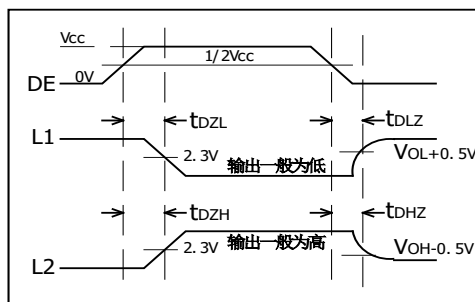 Vcc
1/2Vcc
DE 0V
tDZL tDLZ
L1
2.3V 输出一般为低 VOL+0.5V
tDZH tDHZ
输出一般为高
L2 2.3V VOH-0.5V